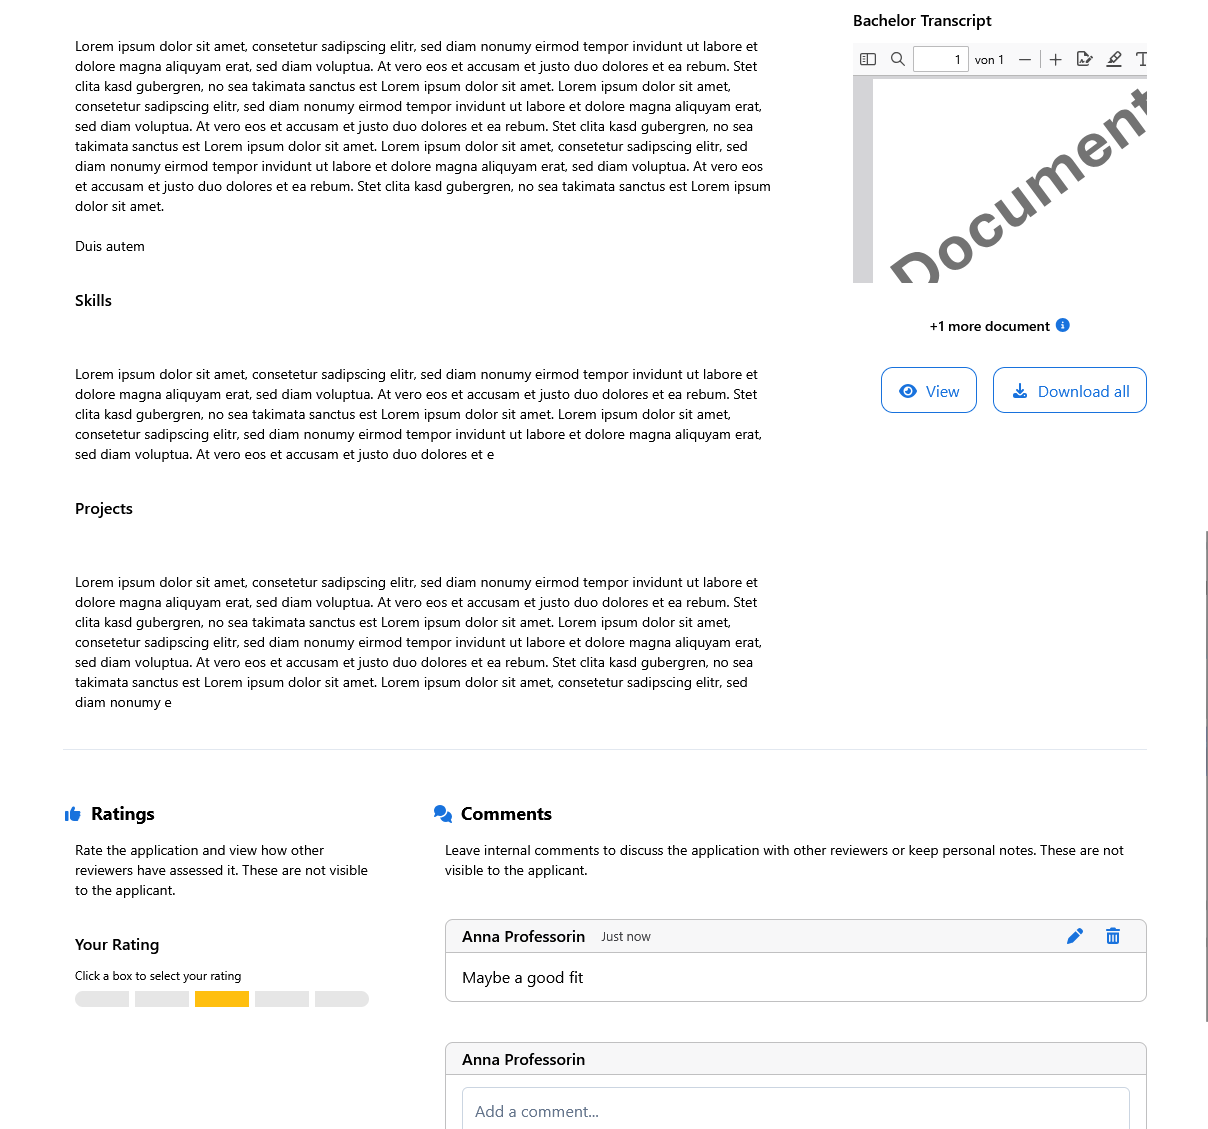 Lorem ipsum dolor sit amet, consetetur sadipscing elitr, sed diam nonumy eirmod tempor invidunt ut labore et
dolore magna aliquyam erat, sed diam voluptua. At vero eos et accusam et justo duo dolores et ea rebum. Stet
clita kasd gubergren, no sea takimata sanctus est Lorem ipsum dolor sit amet. Lorem ipsum dolor sit amet,
consetetur sadipscing elitr, sed diam nonumy eirmod tempor invidunt ut labore et dolore magna aliquyam erat,
sed diam voluptua. At vero eos et accusam et justo duo dolores et ea rebum. Stet clita kasd gubergren, no sea
takimata sanctus est Lorem ipsum dolor sit amet. Lorem ipsum dolor sit amet, consetetur sadipscing elitr, sed
diam nonumy eirmod tempor invidunt ut labore et dolore magna aliquyam erat, sed diam voluptua. At vero eos
et accusam et justo duo dolores et ea rebum. Stet clita kasd gubergren, no sea takimata sanctus est Lorem ipsum
dolor sit amet.
Duis autem
Skills
Lorem ipsum dolor sit amet, consetetur sadipscing elitr, sed diam nonumy eirmod tempor invidunt ut labore et
dolore magna aliquyam erat, sed diam voluptua. At vero eos et accusam et justo duo dolores et ea rebum. Stet
clita kasd gubergren, no sea takimata sanctus est Lorem ipsum dolor sit amet. Lorem ipsum dolor sit amet,
consetetur sadipscing elitr, sed diam nonumy eirmod tempor invidunt ut labore et dolore magna aliquyam erat,
sed diam voluptua. At vero eos et accusam et justo duo dolores et e
Projects
Lorem ipsum dolor sit amet, consetetur sadipscing elitr, sed diam nonumy eirmod tempor invidunt ut labore et
dolore magna aliquyam erat, sed diam voluptua. At vero eos et accusam et justo duo dolores et ea rebum. Stet
clita kasd gubergren, no sea takimata sanctus est Lorem ipsum dolor sit amet. Lorem ipsum dolor sit amet,
consetetur sadipscing elitr, sed diam nonumy eirmod tempor invidunt ut labore et dolore magna aliquyam erat,
sed diam voluptua. At vero eos et accusam et justo duo dolores et ea rebum. Stet clita kasd gubergren, no sea
takimata sanctus est Lorem ipsum dolor sit amet. Lorem ipsum dolor sit amet, consetetur sadipscing elitr, sed
diam nonumy e
Bachelor Transcript
1 von 1
Document
+1 more document
View
Download all
Ratings
Rate the application and view how other
reviewers have assessed it. These are not visible
to the applicant.
Your Rating
Click a box to select your rating
Comments
Leave internal comments to discuss the application with other reviewers or keep personal notes. These are not
visible to the applicant.
Anna Professorin Just now
Maybe a good fit
Anna Professorin
Add a comment...